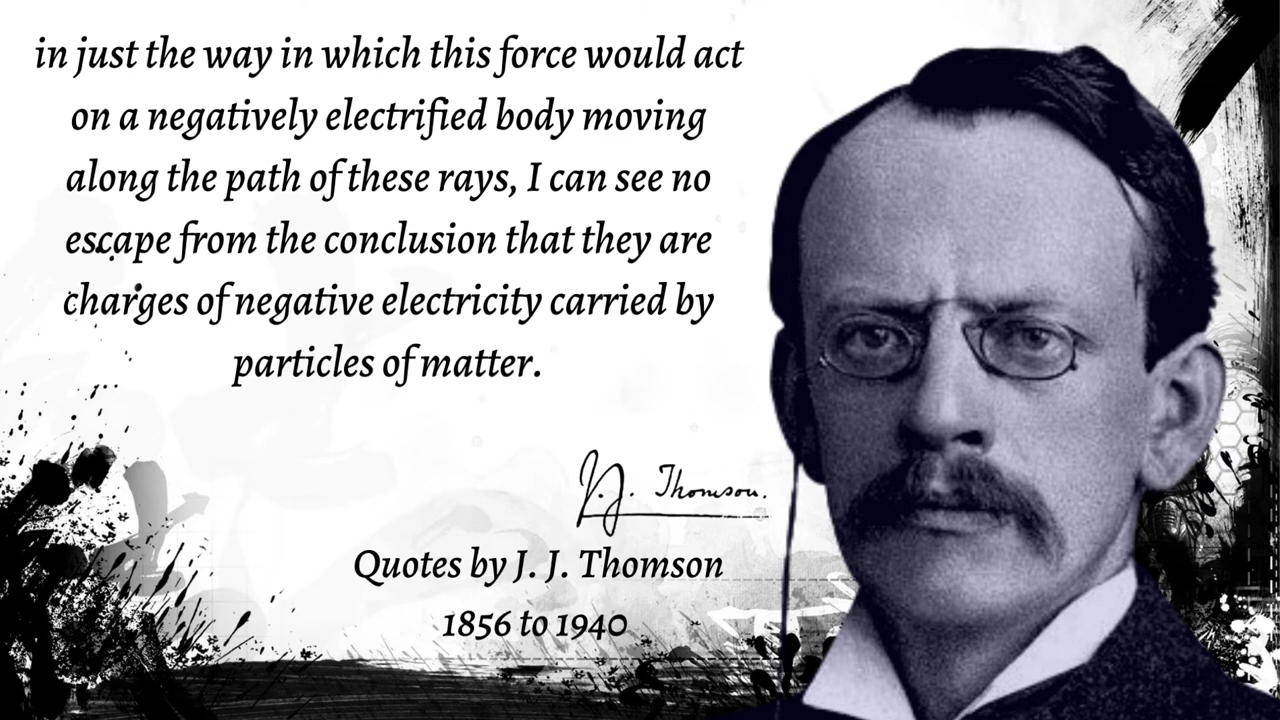 in just the way in which this force would act
on a negatively electrified body moving
along the path of these rays, I can see no
escape from the conclusion that they are
charges of negative electricity carried by
particles of matter.
J.J. Thomson.
Quotes by J. J. Thomson
1856 to 1940